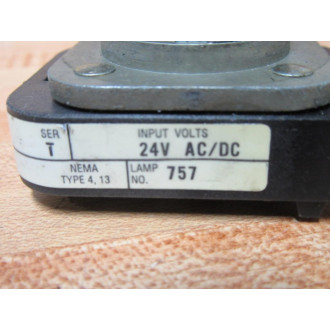 SER
T
INPUT VOLTS
24V AC/DC
NEMA
TYPE 4, 13
LAMP
NO. 757